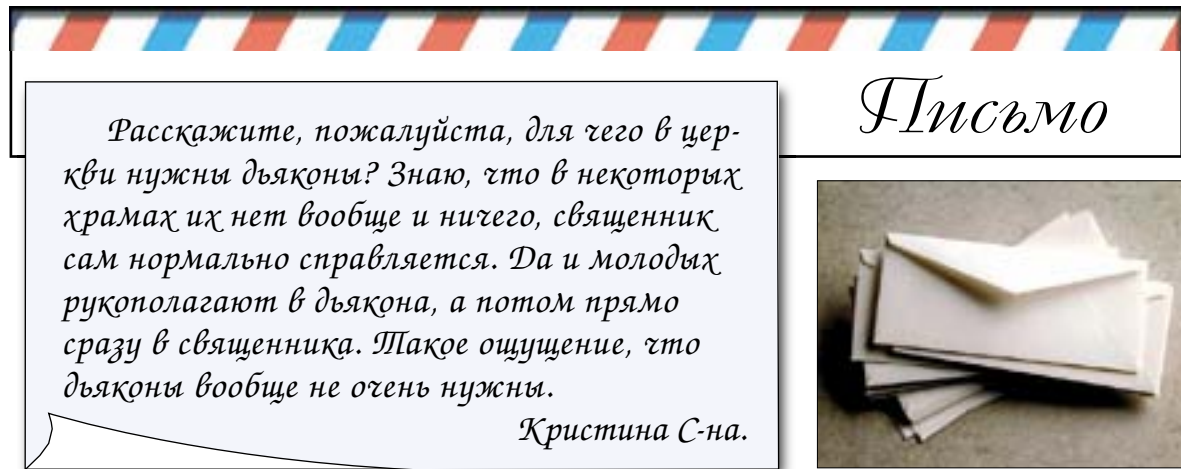 Письмо
Расскажите, пожалуйста, для чего в цер-
кви нужны дьяконы? Знаю, что в некоторых
храмах их нет вообще и ничего, священник
сам нормально справляется. Да и молодых
рукополагают в дьякона, а потом прямо
сразу в священника. Такое ощущение, что
дьяконы вообще не очень нужны.
Кристина С-на.